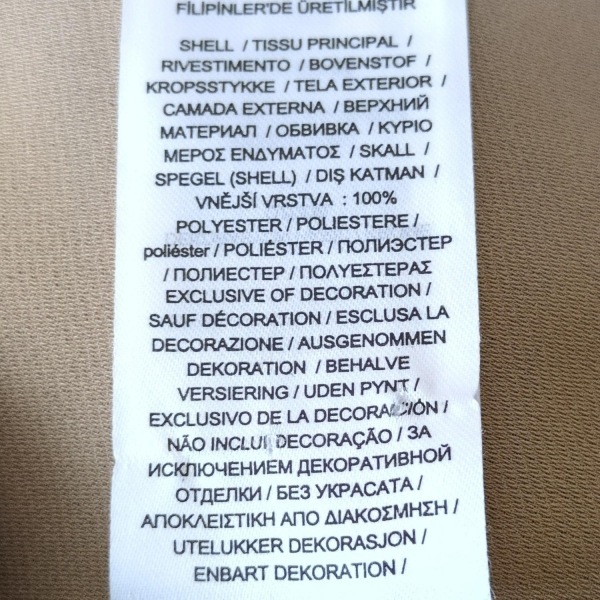 FİLİPİNLER'DE ÜRETİLMİŞTİR
SHELL / TISSU PRINCIPAL /
RIVESTIMENTO / BOVENSTOF /
KROPSSTYKKE / TELA EXTERIOR /
CAMADA EXTERNA / ВЕРХНИЙ
МАТЕРИАЛ / ОБВИВКА / ΚΥΡΙΟ
ΜΕΡΟΣ ΕΝΔΥΜΑΤΟΣ / SKALL /
SPEGEL (SHELL) / DIŞ KATMAN /
VNĚJŠÍ VRSTVA : 100%
POLYESTER / POLIESTERE /
poliéster / POLIÉSTER / ПОЛИЭСТЕР
/ ПОЛИЕСТЕР / ΠΟΛΥΕΣΤΕΡΑΣ
EXCLUSIVE OF DECORATION /
SAUF DÉCORATION / ESCLUSA LA
DECORAZIONE / AUSGENOMMEN
DEKORATION / BEHALVE
VERSIERING / UDEN PYNT /
EXCLUSIVO DE LA DECORACIÓN /
NÃO INCLUI DECORAÇÃO / ЗА
ИСКЛЮЧЕНИЕМ ДЕКОРАТИВНОЙ
ОТДЕЛКИ / БЕЗ УКРАСАТА /
ΑΠΟΚΛΕΙΣΤΙΚΗ ΑΠΟ ΔΙΑΚΟΣΜΗΣΗ /
UTELUKKER DEKORASJON /
ENBART DEKORATION /